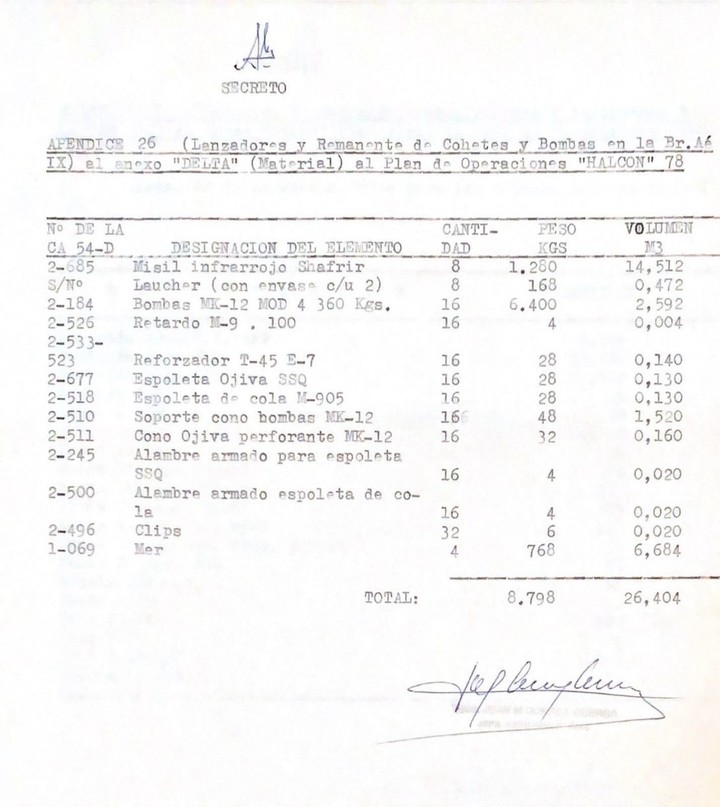 SECRETO
APENDICE 26 (Lanzadores y Remanente de Cohetes y Bombas en la Br.Aé
IX) al anexo "DELTA" (Material) al Plan de Operaciones "HALCON" 78
Nº DE LA CANTI- PESO VOLUMEN
CA 54-D DESIGNACION DEL ELEMENTO DAD KGS M3
2-685 Misil infrarrojo Shafrir 8 1.280 14,512
S/Nº Laucher (con envase c/u 2) 8 168 0,472
2-184 Bombas MK-12 MOD 4 360 Kgs. 16 6.400 2,592
2-526 Retardo M-9 . 100 16 4 0,004
2-533-
523 Reforzador T-45 E-7 16 28 0,140
2-677 Espoleta Ojiva SSQ 16 28 0,130
2-518 Espoleta de cola M-905 16 28 0,130
2-510 Soporte cono bombas MK-12 16 48 1,520
2-511 Cono Ojiva perforante MK-12 16 32 0,160
2-245 Alambre armado para espoleta
SSQ 16 4 0,020
2-500 Alambre armado espoleta de co-
la 16 4 0,020
2-496 Clips 32 6 0,020
1-069 Mer 4 768 6,684
TOTAL: 8.798 26,404